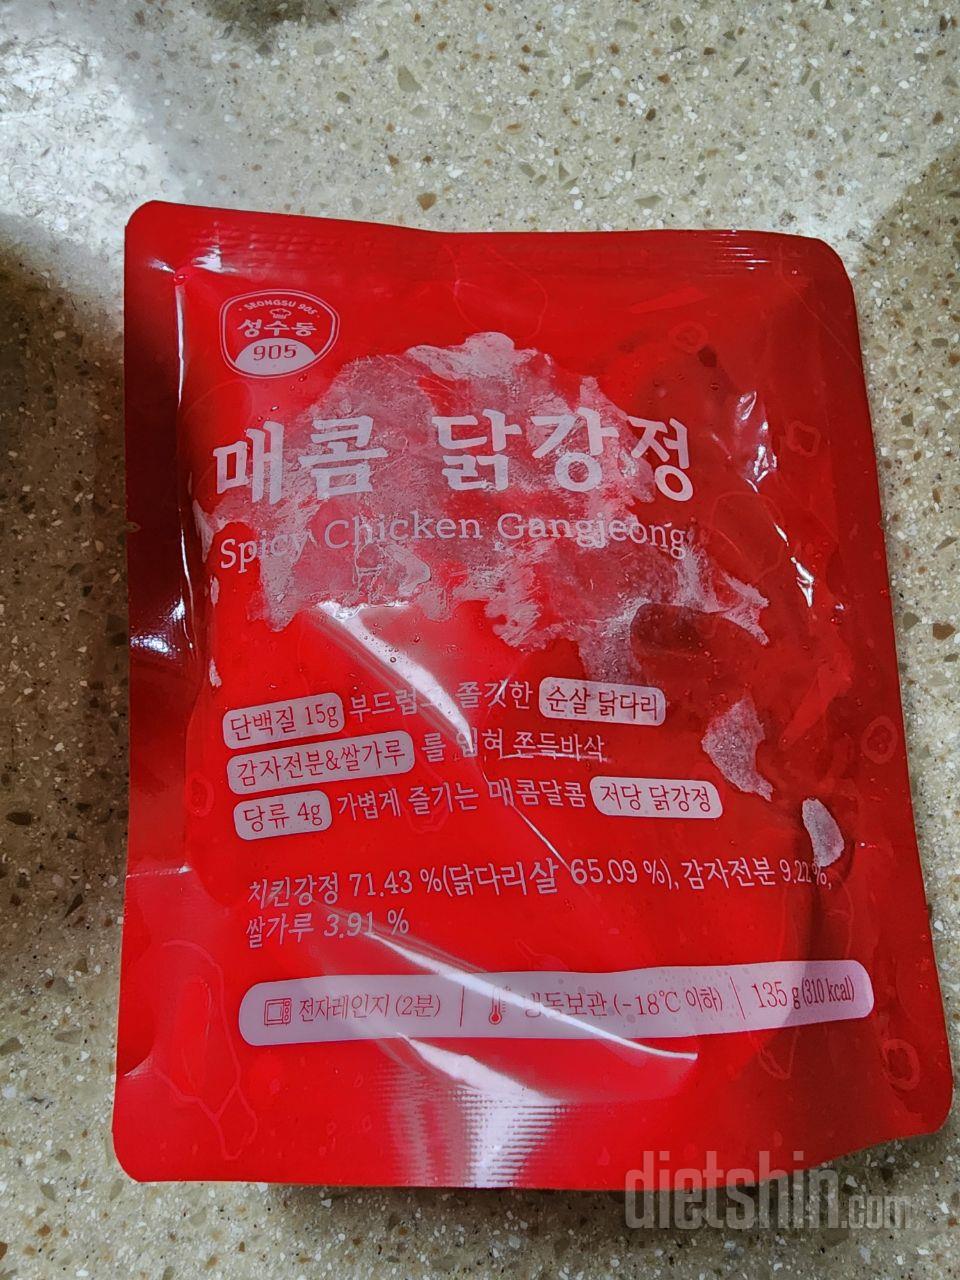 SEONGSU 905
성수동
905
매콤 닭강정
Spicy Chicken Gangjeong
단백질 15g 부드럽고 쫄깃한 순살 닭다리
감자전분&쌀가루 를 입혀 쫀득바삭
당류 4g 가볍게 즐기는 매콤달콤 저당 닭강정
치킨강정 71.43 %(닭다리살 65.09 %), 감자전분 9.22 %,
쌀가루 3.91 %
전자레인지 (2분) 냉동보관 (-18℃ 이하) 135 g (310 kcal)
dietshin.com